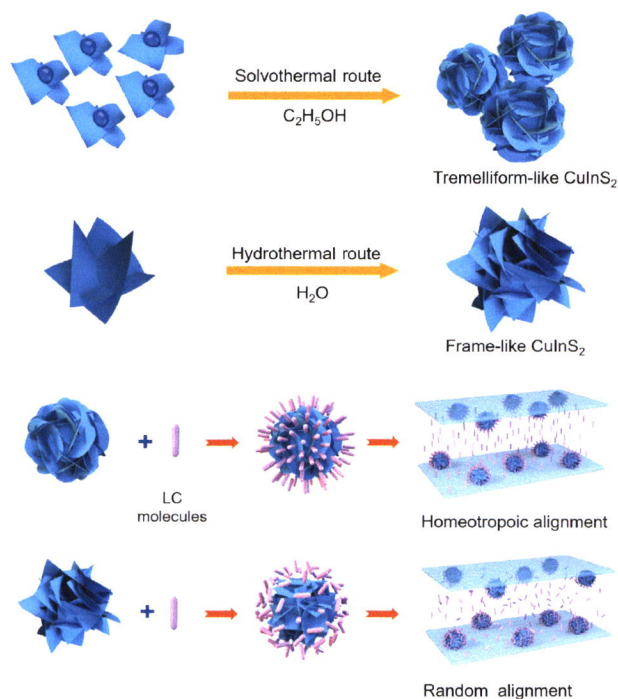 Solvothermal route
C₂H₅OH
Tremelliform-like CuInS₂
Hydrothermal route
H₂O
Frame-like CuInS₂
+
LC
molecules
Homeotropoic alignment
+
Random alignment